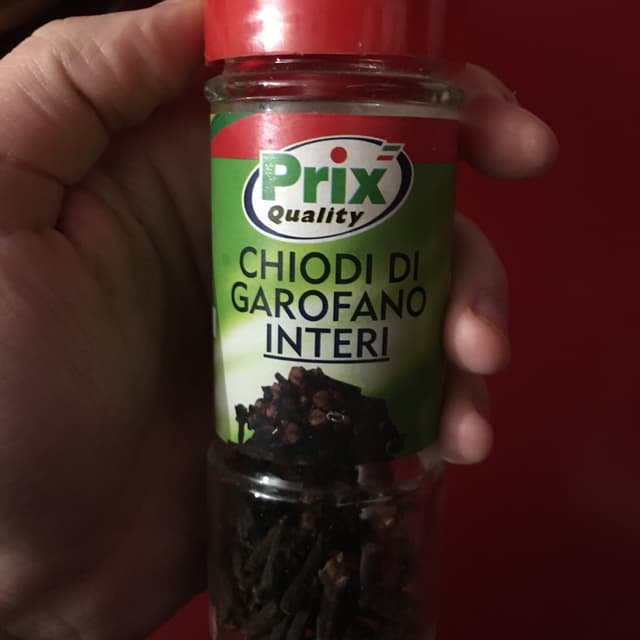 Prix
Quality
CHIODI DI
GAROFANO
INTERI